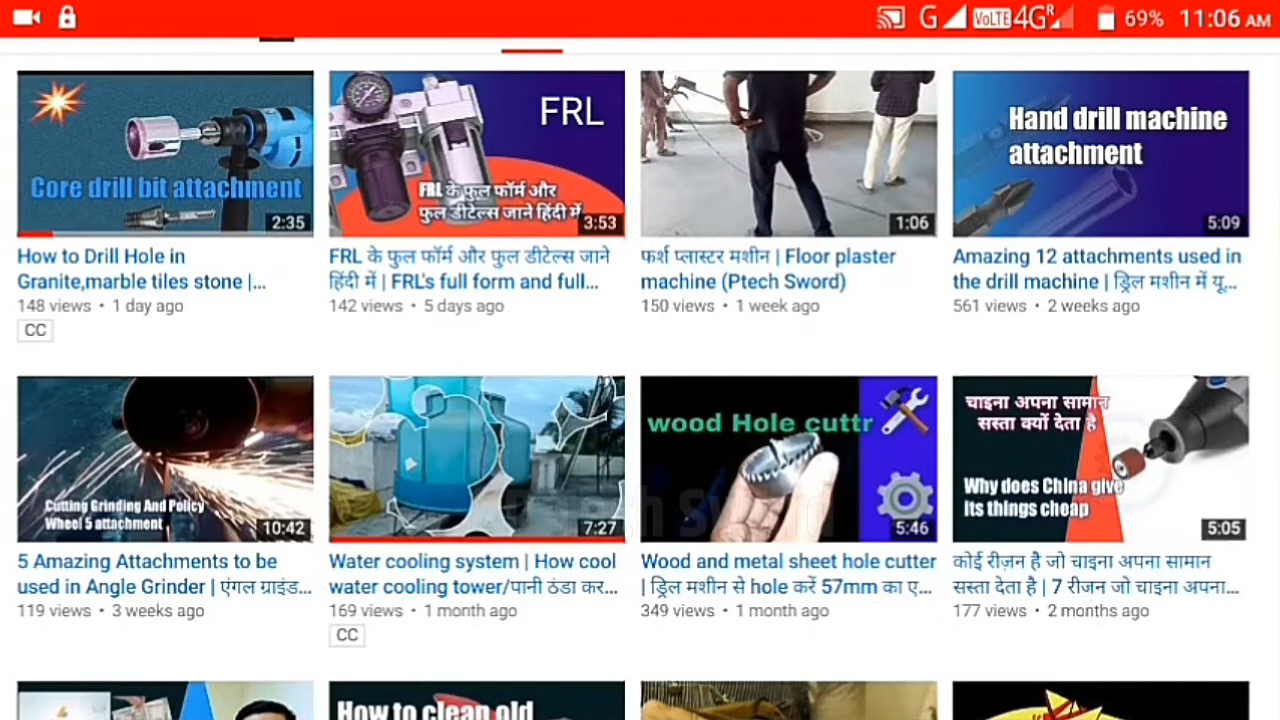 G VoLTE 4G R 69% 11:06 AM
Core drill bit attachment
2:35
FRL
FRL के फुल फॉर्म और
फुल डीटेल्स जाने हिंदी में
3:53
1:06
Hand drill machine
attachment
5:09
How to Drill Hole in
Granite,marble tiles stone |...
148 views • 1 day ago
CC
FRL के फुल फॉर्म और फुल डीटेल्स जाने
हिंदी में | FRL's full form and full...
142 views • 5 days ago
फर्श प्लास्टर मशीन | Floor plaster
machine (Ptech Sword)
150 views • 1 week ago
Amazing 12 attachments used in
the drill machine | ड्रिल मशीन में यू...
561 views • 2 weeks ago
Cutting Grinding And Policy
Wheel 5 attachment
10:42
7:27
wood Hole cuttr
5:46
चाइना अपना सामान
सस्ता क्यों देता है
Why does China give
Its things cheap
5:05
5 Amazing Attachments to be
used in Angle Grinder | एंगल ग्राइंड...
119 views • 3 weeks ago
Water cooling system | How cool
water cooling tower/पानी ठंडा कर...
169 views • 1 month ago
CC
Wood and metal sheet hole cutter
| ड्रिल मशीन से hole करें 57mm का ए...
349 views • 1 month ago
कोई रीज़न है जो चाइना अपना सामान
सस्ता देता है | 7 रीजन जो चाइना अपना...
177 views • 2 months ago
How to clean old